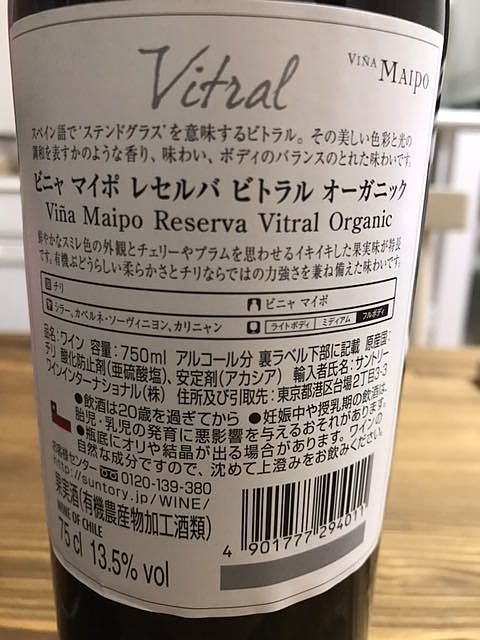 Vitral
VIÑA MAIPO
スペイン語で"ステンドグラス"を意味するビトラル。その美しい色彩と光の
調和を表すかのような香り、味わい、ボディのバランスのとれた味わいです。
ビニャ マイポ レセルバ ビトラル オーガニック
Viña Maipo Reserva Vitral Organic
鮮やかなスミレ色の外観とチェリーやプラムを思わせるイキイキした果実味が特長
です。有機ぶどうらしい柔らかさとチリならではの力強さを兼ね備えた味わいです。
チリ
ビニャ マイポ
シラー、カベルネ・ソーヴィニヨン、カリニャン
ライトボディ ミディアム フルボディ
品名:ワイン 容量:750ml アルコール分 裏ラベル下部に記載 原産国:
チリ 酸化防止剤(亜硫酸塩)、安定剤(アカシア) 輸入者氏名:サントリー
ワインインターナショナル(株) 住所及び引取先:東京都港区台場2丁目3-3
●飲酒は20歳を過ぎてから ●妊娠中や授乳期の飲酒は、
胎児・乳児の発育に悪影響を与えるおそれがあります。
●瓶底にオリや結晶が出る場合があります。ワインの
自然な成分ですので、沈めて上澄みをお飲みください。
お客様センター 0120-139-380
http://suntory.jp/WINE/
果実酒(有機農産物加工酒類)
WINE OF CHILE
75 cl 13.5% vol
4 901777 294011